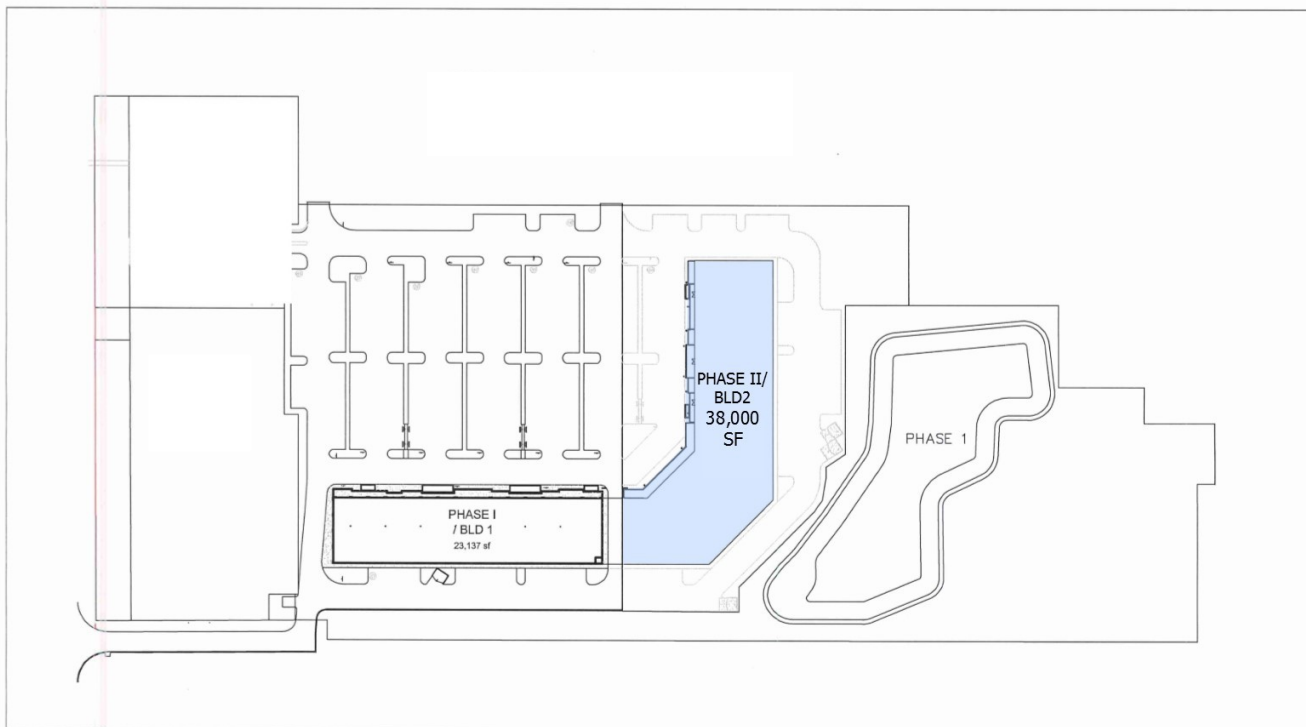 PHASE II/
BLD2
38,000
SF
PHASE 1
PHASE I
/ BLD 1
23,137 sf